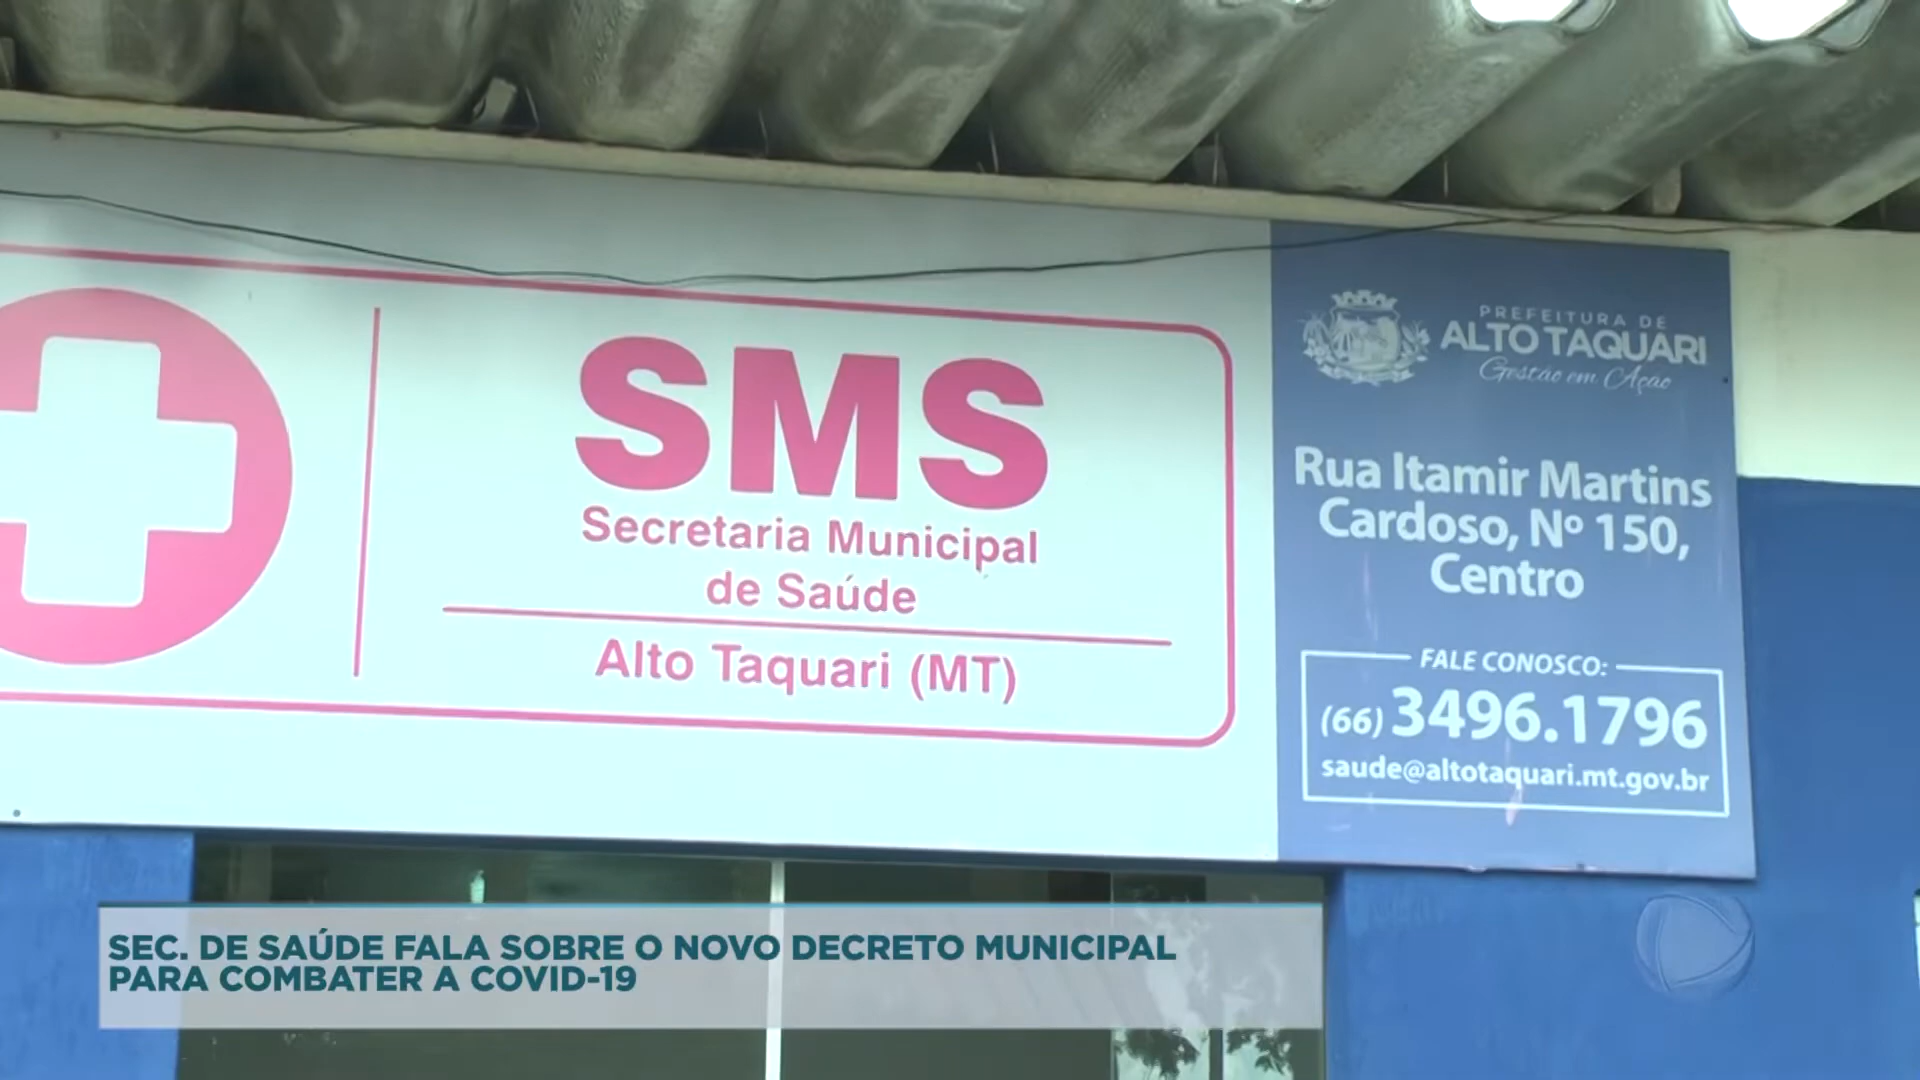 SMS
Secretaria Municipal
de Saúde
Alto Taquari (MT)
PREFEITURA DE
ALTO TAQUARI
Gestão em Ação
Rua Itamir Martins
Cardoso, Nº 150,
Centro
FALE CONOSCO:
(66) 3496.1796
saude@altotaquari.mt.gov.br
SEC. DE SAÚDE FALA SOBRE O NOVO DECRETO MUNICIPAL
PARA COMBATER A COVID-19